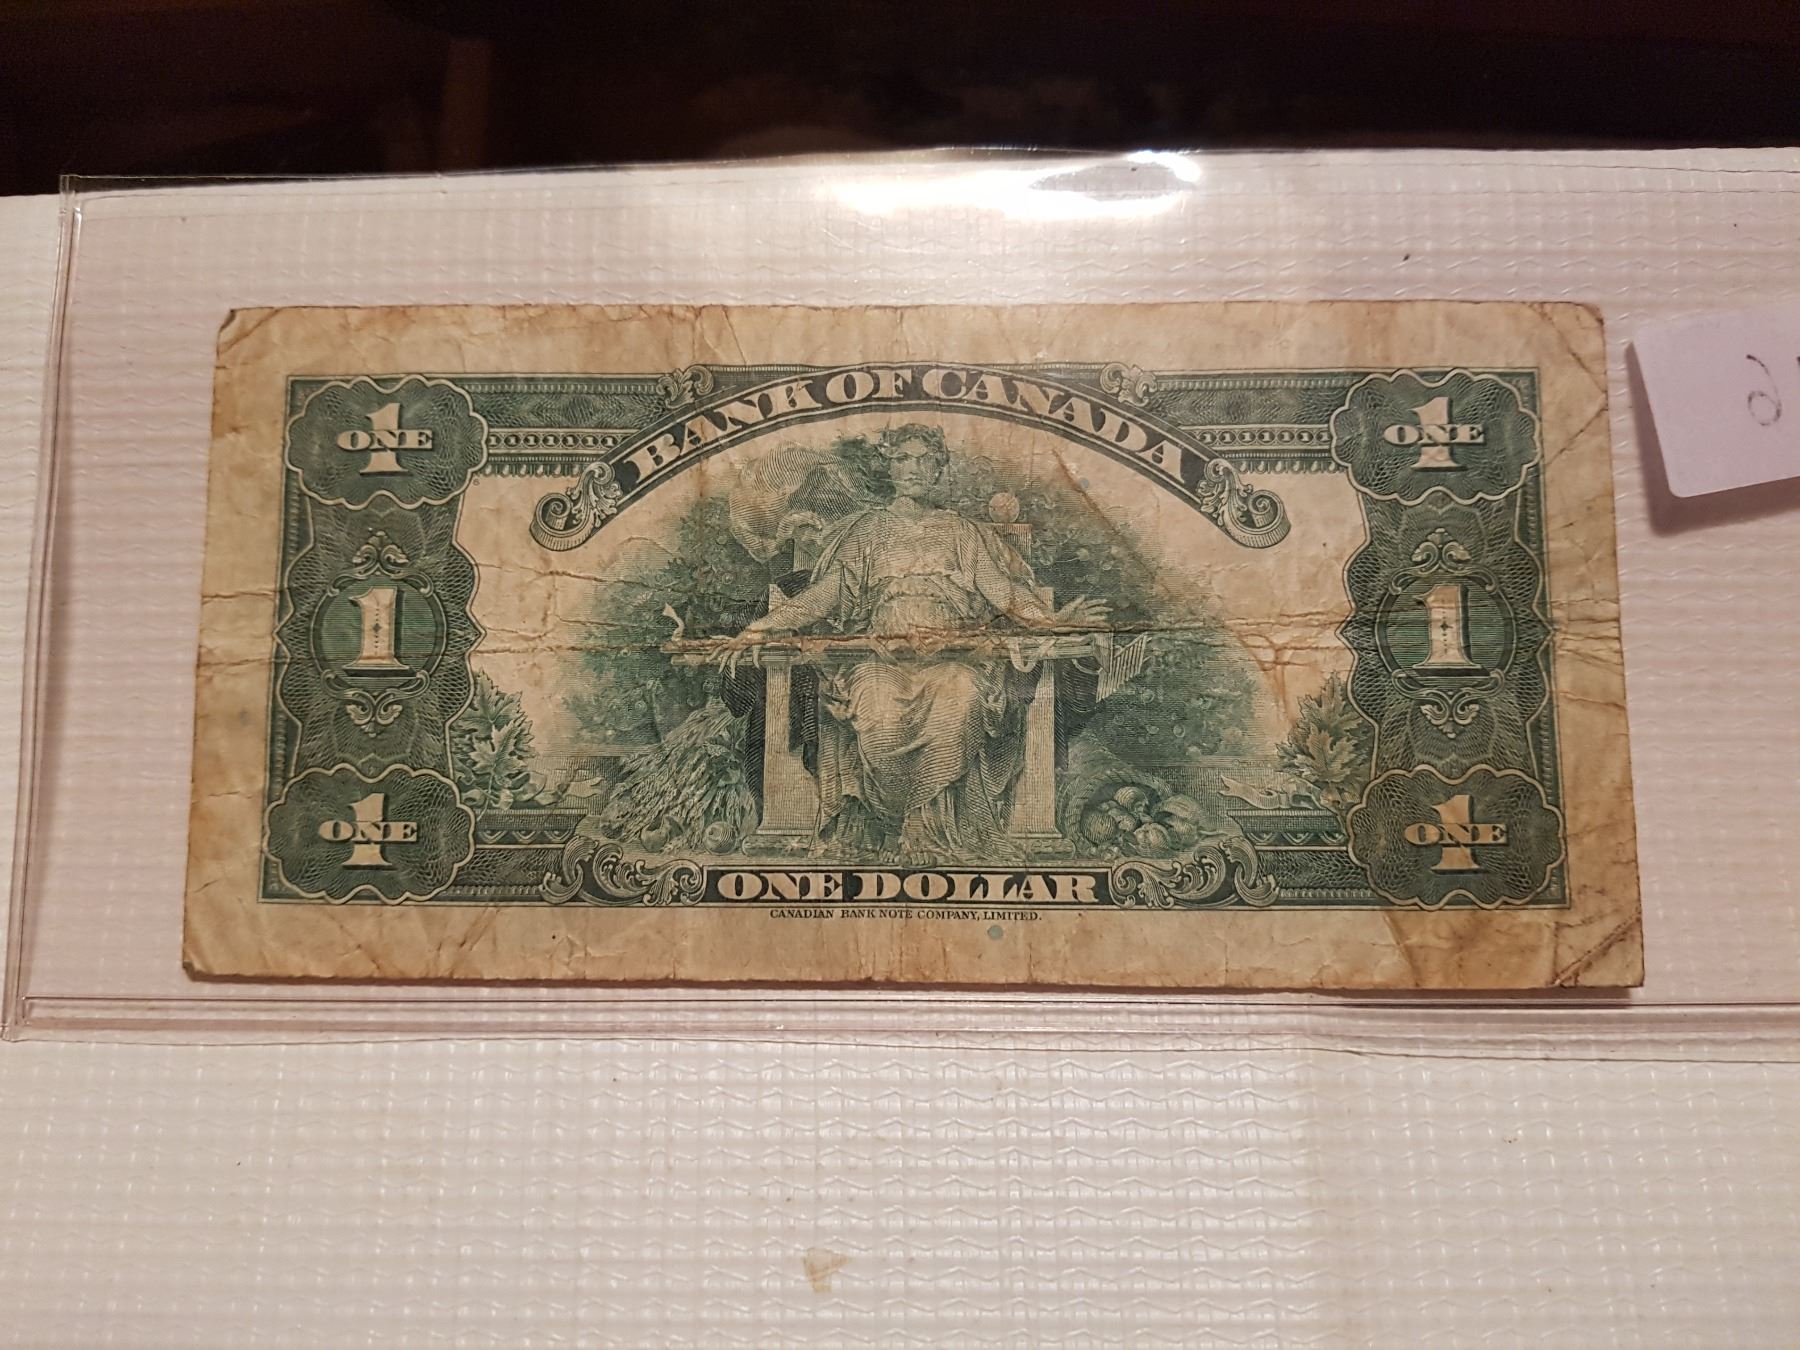 BANK OF CANADA
1 ONE
1 ONE
1
1
1 ONE
1 ONE
ONE DOLLAR
CANADIAN BANK NOTE COMPANY, LIMITED.